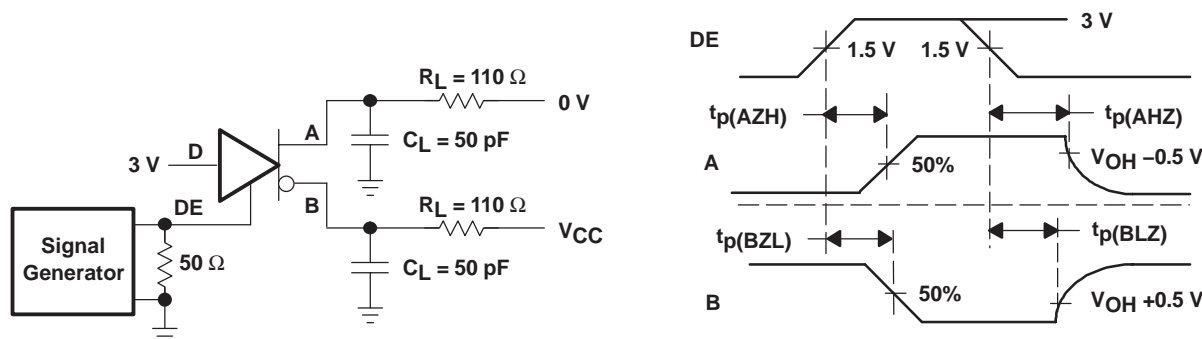 R_L = 110 Ω
0 V
A
C_L = 50 pF
D
3 V
B
DE
R_L = 110 Ω
V_CC
Signal
Generator
50 Ω
C_L = 50 pF
3 V
DE
1.5 V
1.5 V
t_p(AZH)
t_p(AHZ)
50%
V_OH −0.5 V
A
t_p(BZL)
t_p(BLZ)
50%
V_OH +0.5 V
B